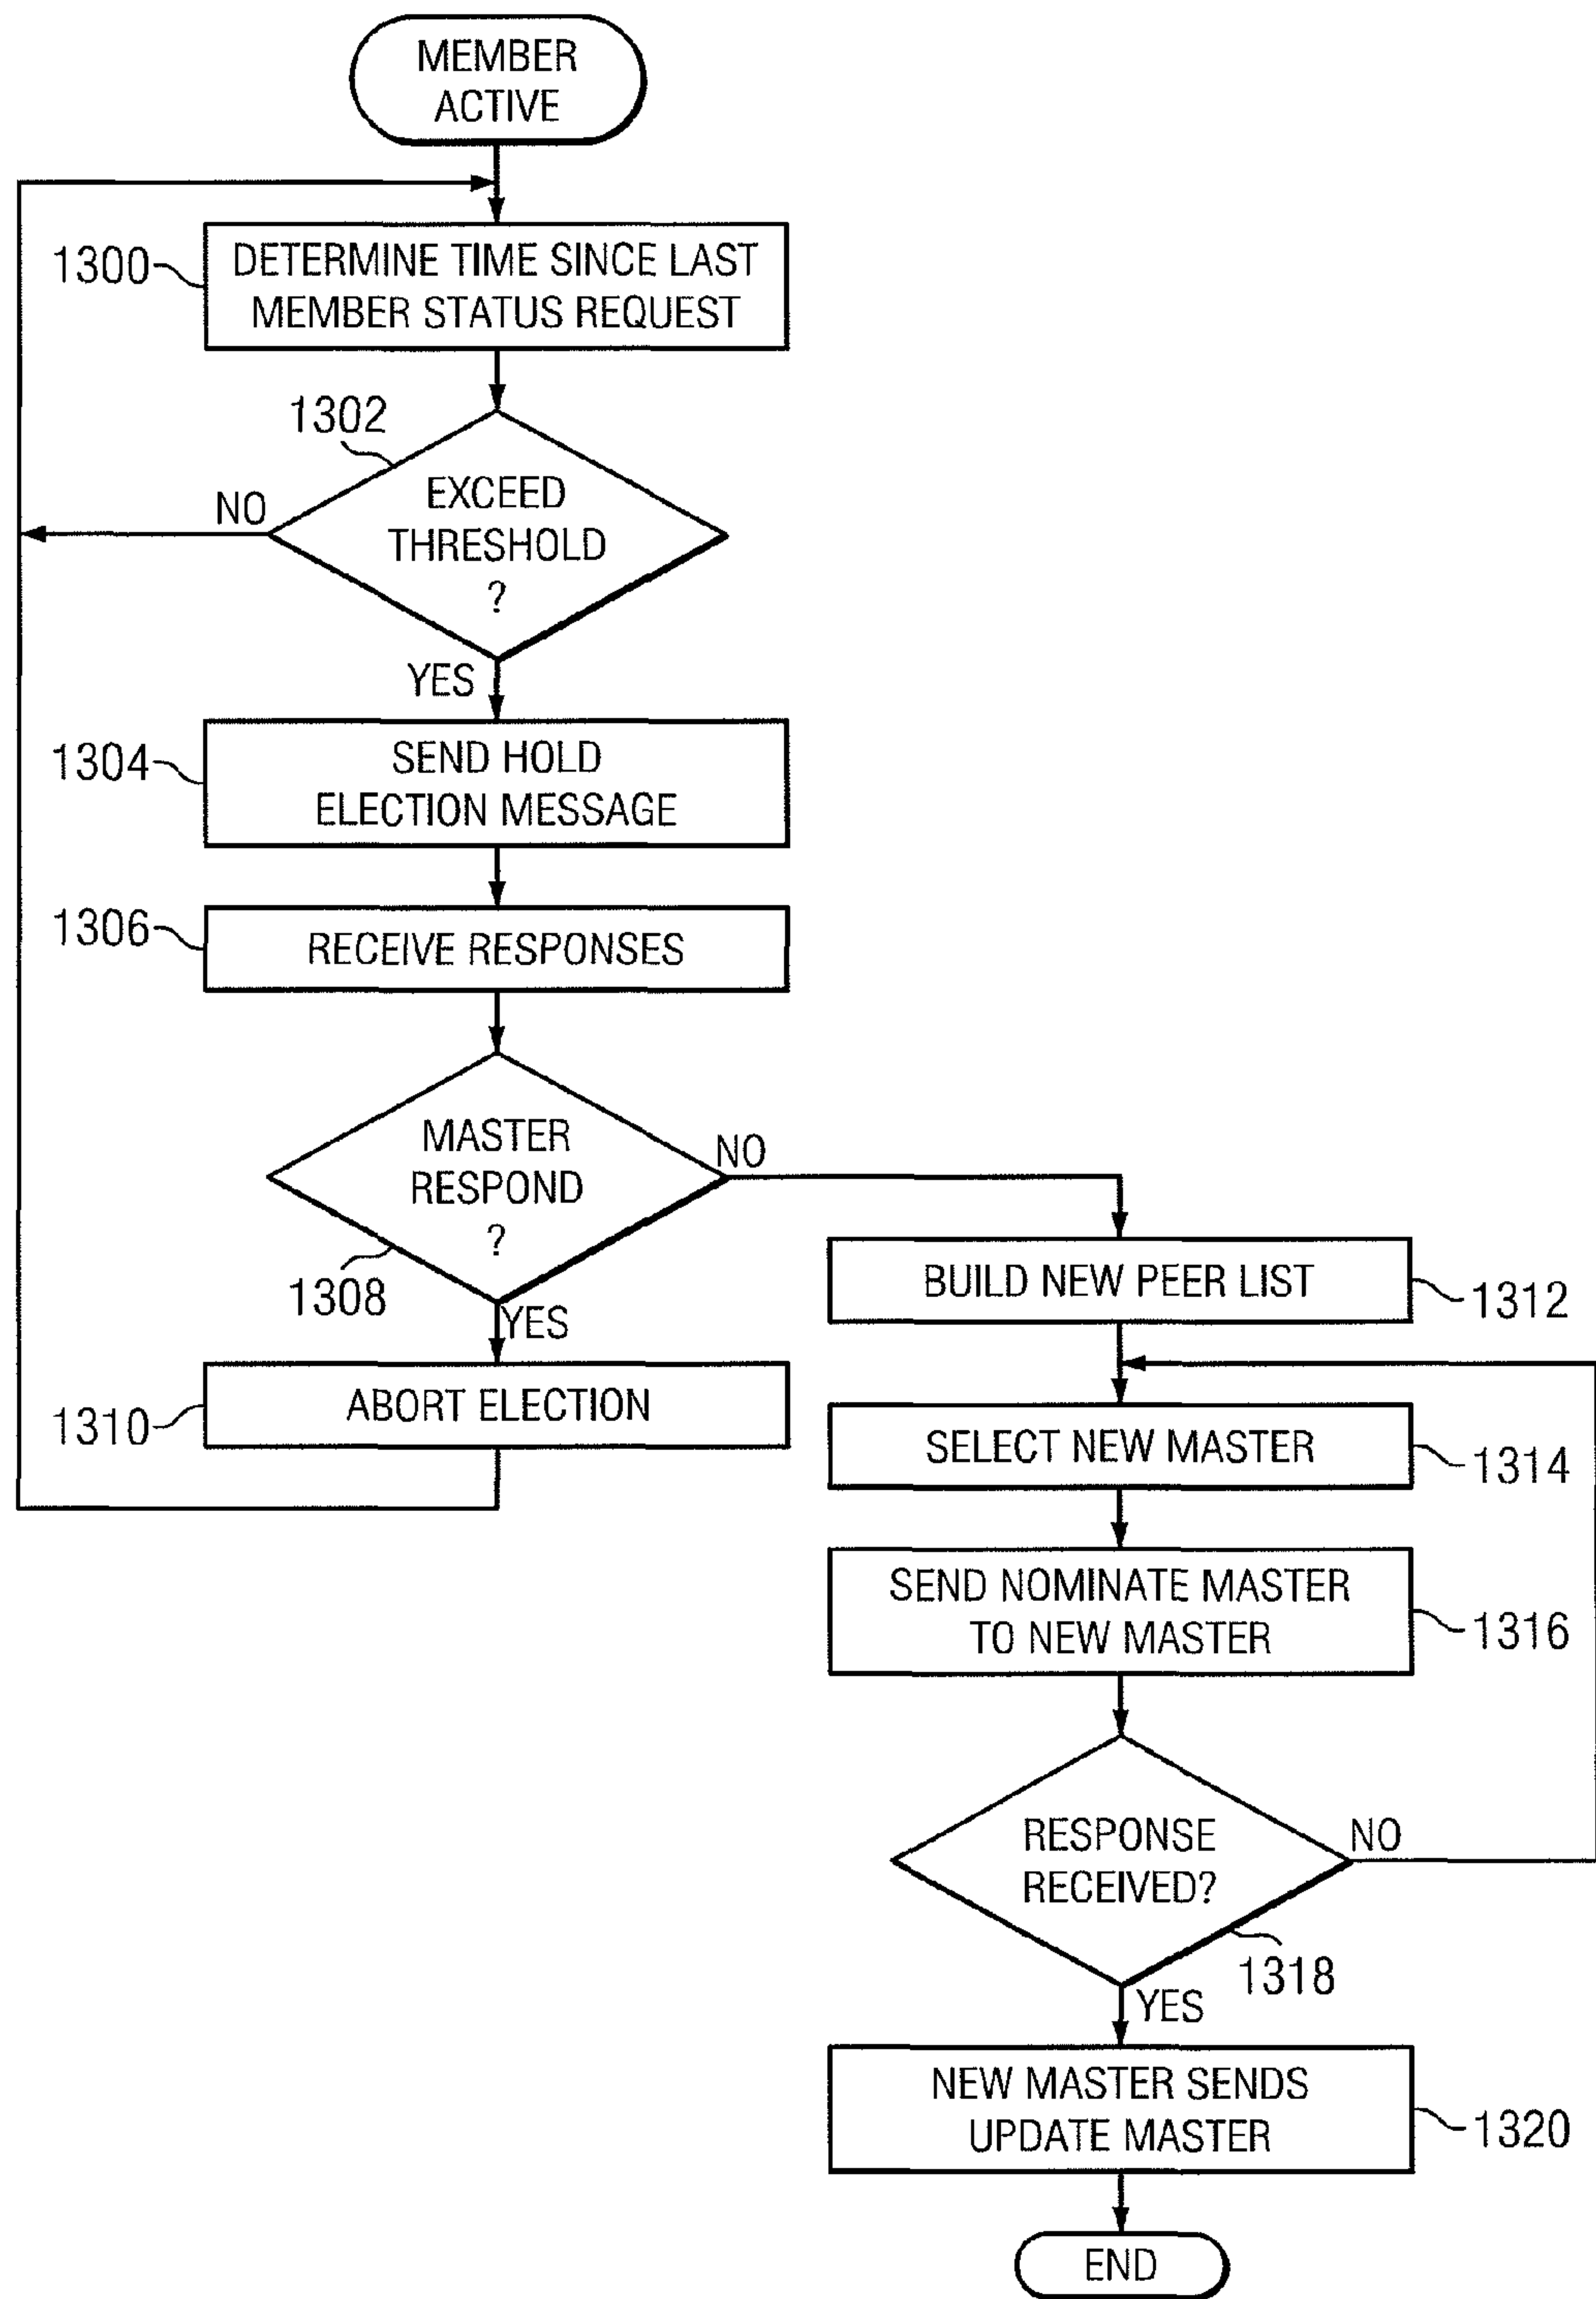 MEMBER
ACTIVE
1300
DETERMINE TIME SINCE LAST
MEMBER STATUS REQUEST
1302
EXCEED
THRESHOLD
?
NO
YES
1304
SEND HOLD
ELECTION MESSAGE
1306
RECEIVE RESPONSES
MASTER
RESPOND
?
NO
1308
YES
1310
ABORT ELECTION
BUILD NEW PEER LIST
1312
SELECT NEW MASTER
1314
SEND NOMINATE MASTER
TO NEW MASTER
1316
RESPONSE
RECEIVED?
NO
1318
YES
NEW MASTER SENDS
UPDATE MASTER
1320
END